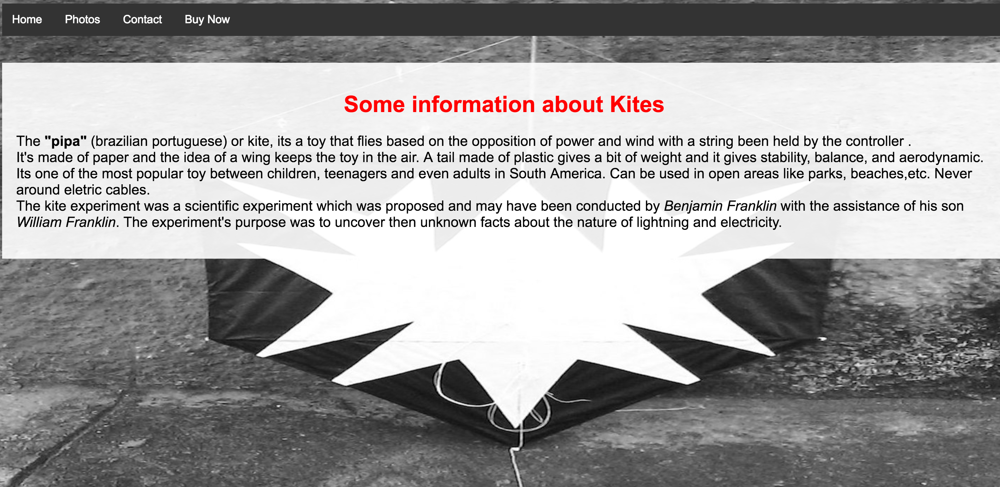 Home Photos Contact Buy Now
Some information about Kites
The "pipa" (brazilian portuguese) or kite, its a toy that flies based on the opposition of power and wind with a string been held by the controller .
It's made of paper and the idea of a wing keeps the toy in the air. A tail made of plastic gives a bit of weight and it gives stability, balance, and aerodynamic.
Its one of the most popular toy between children, teenagers and even adults in South America. Can be used in open areas like parks, beaches,etc. Never
around eletric cables.
The kite experiment was a scientific experiment which was proposed and may have been conducted by Benjamin Franklin with the assistance of his son
William Franklin. The experiment's purpose was to uncover then unknown facts about the nature of lightning and electricity.